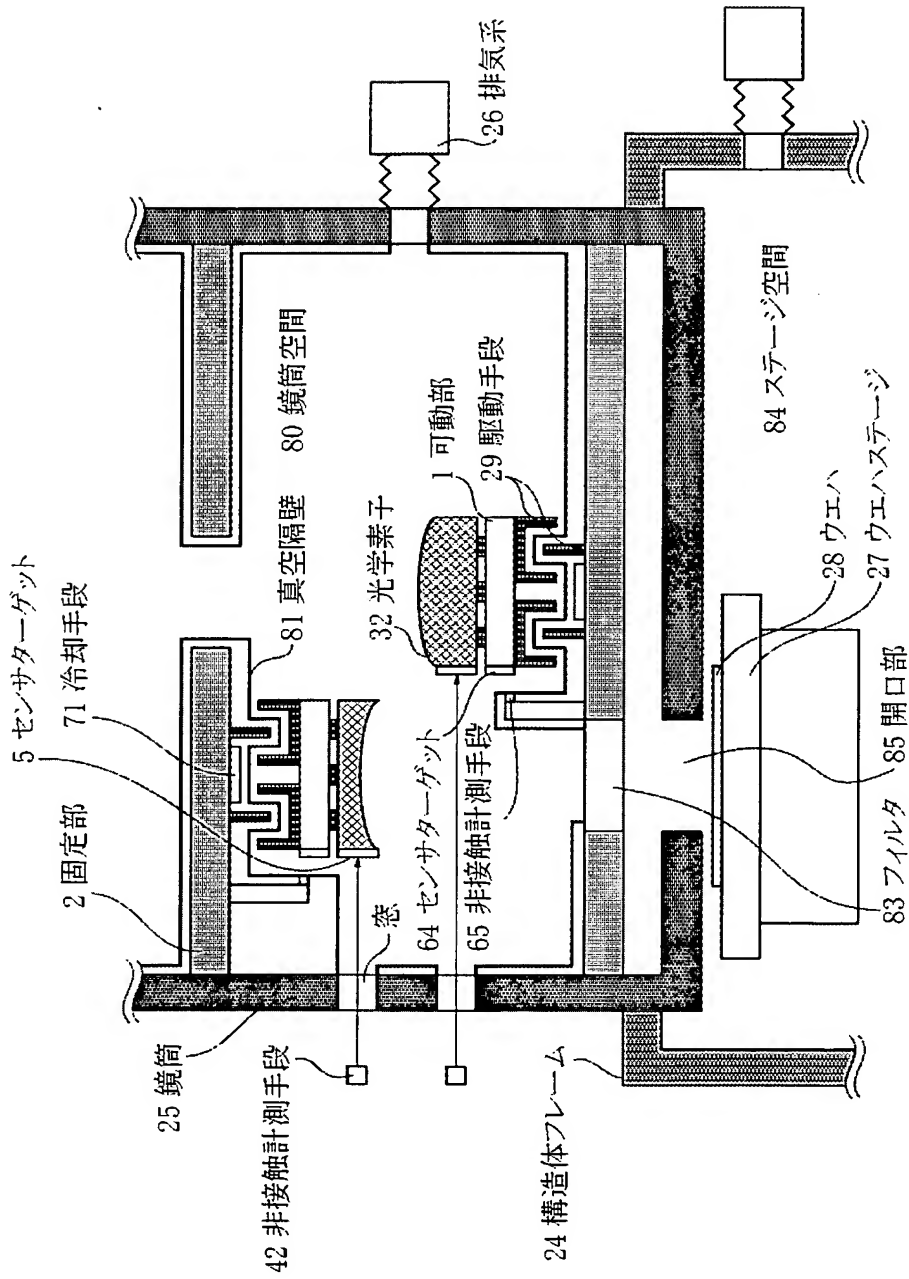 5 センサターゲット
71 冷却手段
81 真空隔壁
80 鏡筒空間
2 固定部
25 鏡筒
42 非接触計測手段
窓
26 排気系
1 可動部
29 駆動手段
32 光学素子
64 センサターゲット
65 非接触計測手段
24 構造体フレーム
84 ステージ空間
28 ウエハ
27 ウエハステージ
85 開口部
83 フィルタ